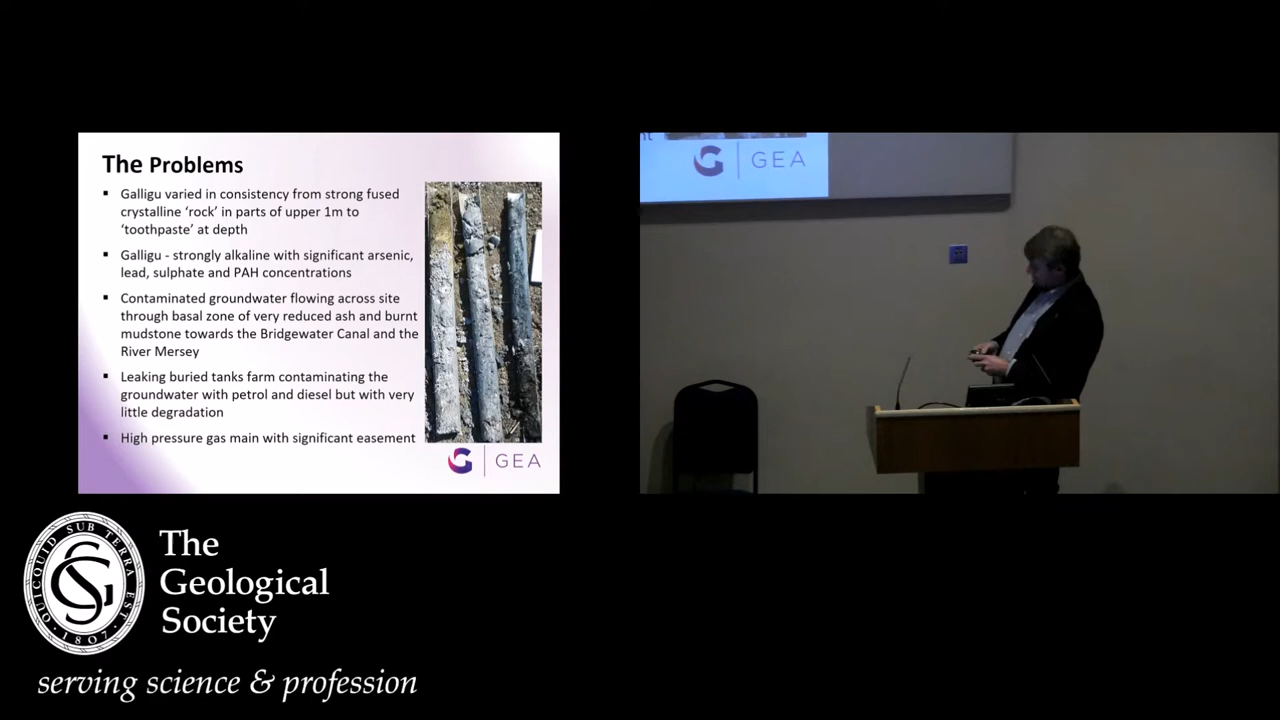 The Problems
Galligu varied in consistency from strong fused
crystalline ‘rock’ in parts of upper 1m to
‘toothpaste’ at depth
Galligu - strongly alkaline with significant arsenic,
lead, sulphate and PAH concentrations
Contaminated groundwater flowing across site
through basal zone of very reduced ash and burnt
mudstone towards the Bridgewater Canal and the
River Mersey
Leaking buried tanks farm contaminating the
groundwater with petrol and diesel but with very
little degradation
High pressure gas main with significant easement
GEA
GEA
QUICQUID SUB TERRA EST
1807
The
Geological
Society
serving science & profession